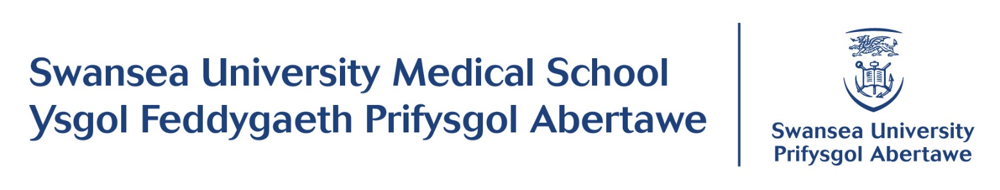 Swansea University Medical School
Ysgol Feddygaeth Prifysgol Abertawe
Swansea University
Prifysgol Abertawe